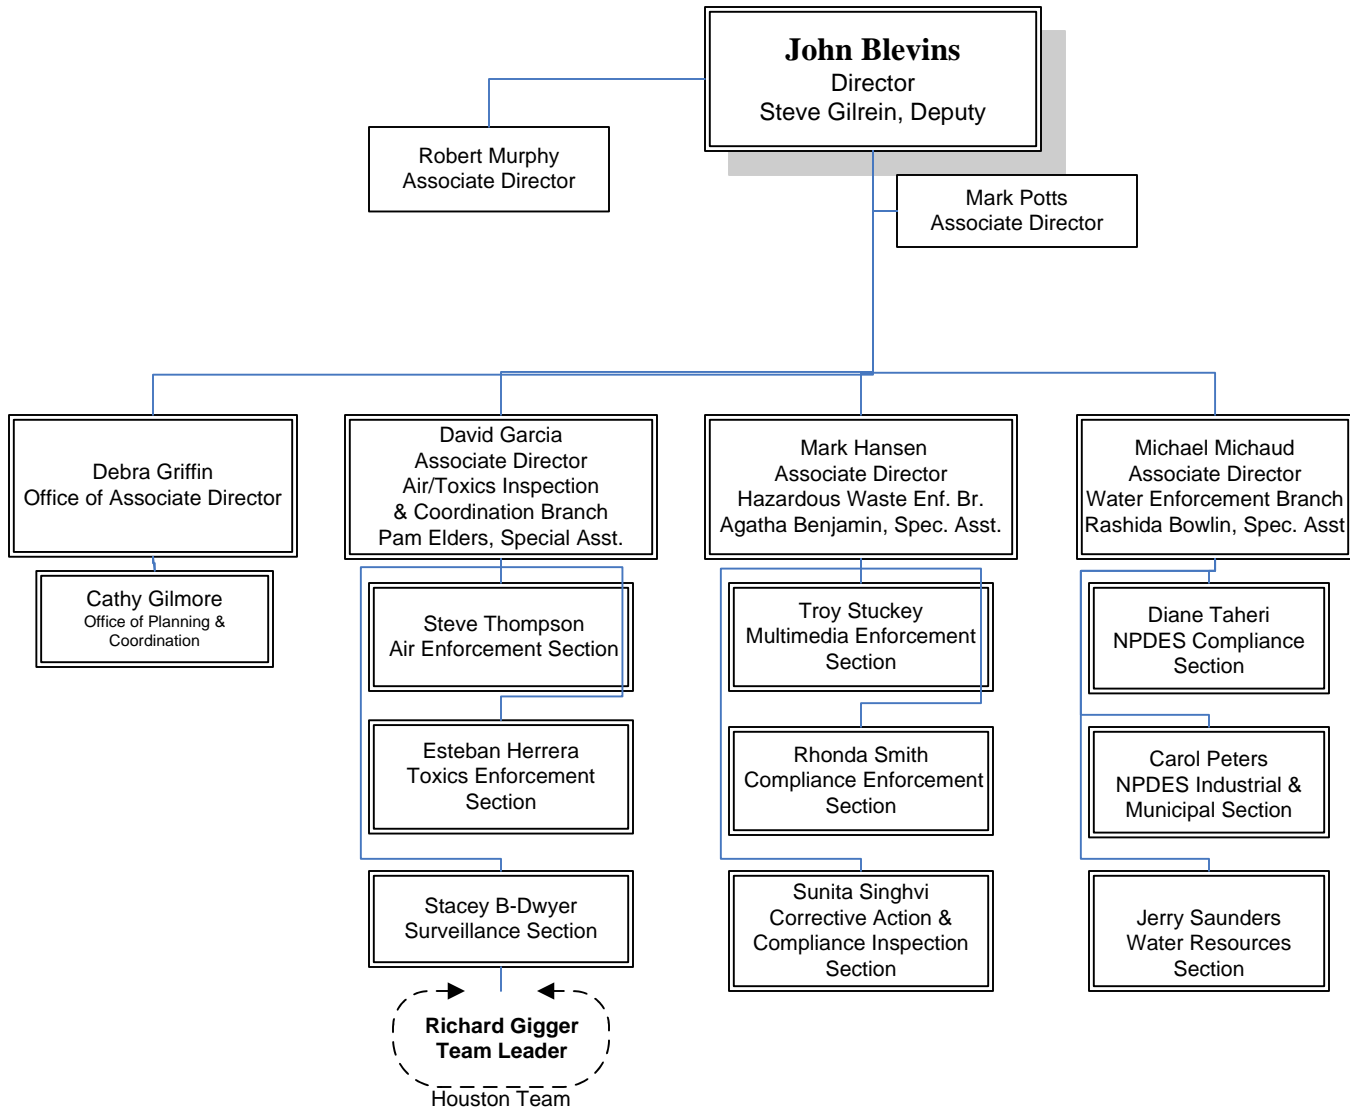 John Blevins
Director
Steve Gilrein, Deputy
Robert Murphy
Associate Director
Mark Potts
Associate Director
Debra Griffin
Office of Associate Director
David Garcia
Associate Director
Air/Toxics Inspection
& Coordination Branch
Pam Elders, Special Asst.
Mark Hansen
Associate Director
Hazardous Waste Enf. Br.
Agatha Benjamin, Spec. Asst.
Michael Michaud
Associate Director
Water Enforcement Branch
Rashida Bowlin, Spec. Asst
Cathy Gilmore
Office of Planning &
Coordination
Steve Thompson
Air Enforcement Section
Troy Stuckey
Multimedia Enforcement
Section
Diane Taheri
NPDES Compliance
Section
Esteban Herrera
Toxics Enforcement
Section
Rhonda Smith
Compliance Enforcement
Section
Carol Peters
NPDES Industrial &
Municipal Section
Stacey B-Dwyer
Surveillance Section
Sunita Singhvi
Corrective Action &
Compliance Inspection
Section
Jerry Saunders
Water Resources
Section
Richard Gigger
Team Leader
Houston Team